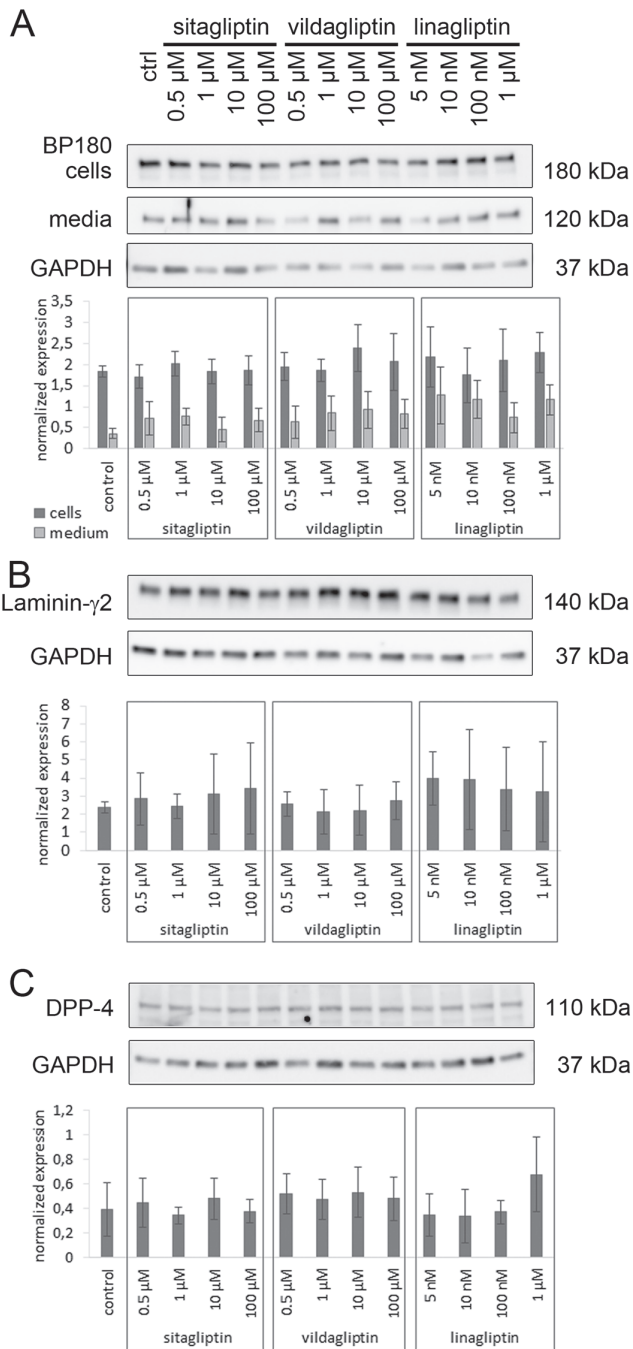 A
sitagliptin vildagliptin linagliptin
ctrl 0.5 µM 1 µM 10 µM 100 µM 0.5 µM 1 µM 10 µM 100 µM 5 nM 10 nM 100 nM 1 µM
BP180
cells 180 kDa
media 120 kDa
GAPDH 37 kDa
normalized expression
3,5
3
2,5
2
1,5
1
0,5
0
control 0.5 µM 1 µM 10 µM 100 µM 0.5 µM 1 µM 10 µM 100 µM 5 nM 10 nM 100 nM 1 µM
cells
medium
sitagliptin vildagliptin linagliptin
B
Laminin-γ2 140 kDa
GAPDH 37 kDa
normalized expression
8
7
6
5
4
3
2
1
0
control 0.5 µM 1 µM 10 µM 100 µM 0.5 µM 1 µM 10 µM 100 µM 5 nM 10 nM 100 nM 1 µM
sitagliptin vildagliptin linagliptin
C
DPP-4 110 kDa
GAPDH 37 kDa
normalized expression
1,2
1
0,8
0,6
0,4
0,2
0
control 0.5 µM 1 µM 10 µM 100 µM 0.5 µM 1 µM 10 µM 100 µM 5 nM 10 nM 100 nM 1 µM
sitagliptin vildagliptin linagliptin